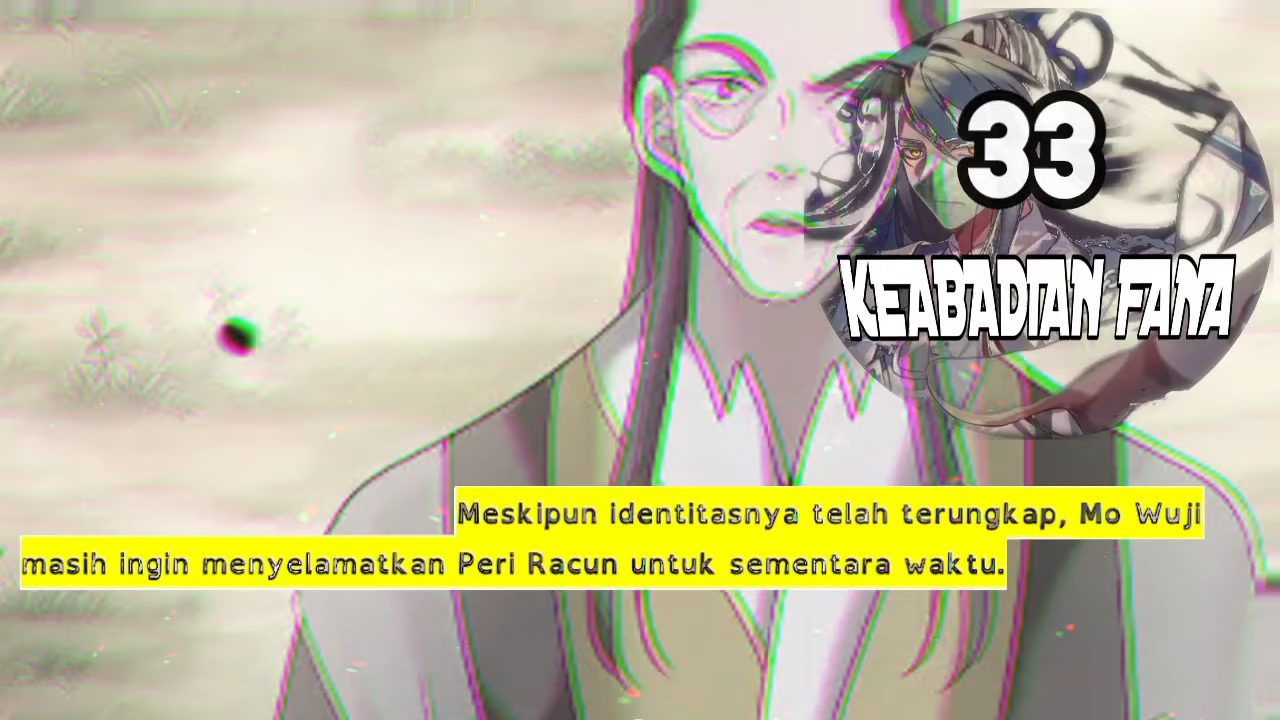 33
KEABADIAN FANA
Meskipun identitasnya telah terungkap, Mo Wuji
masih ingin menyelamatkan Peri Racun untuk sementara waktu.